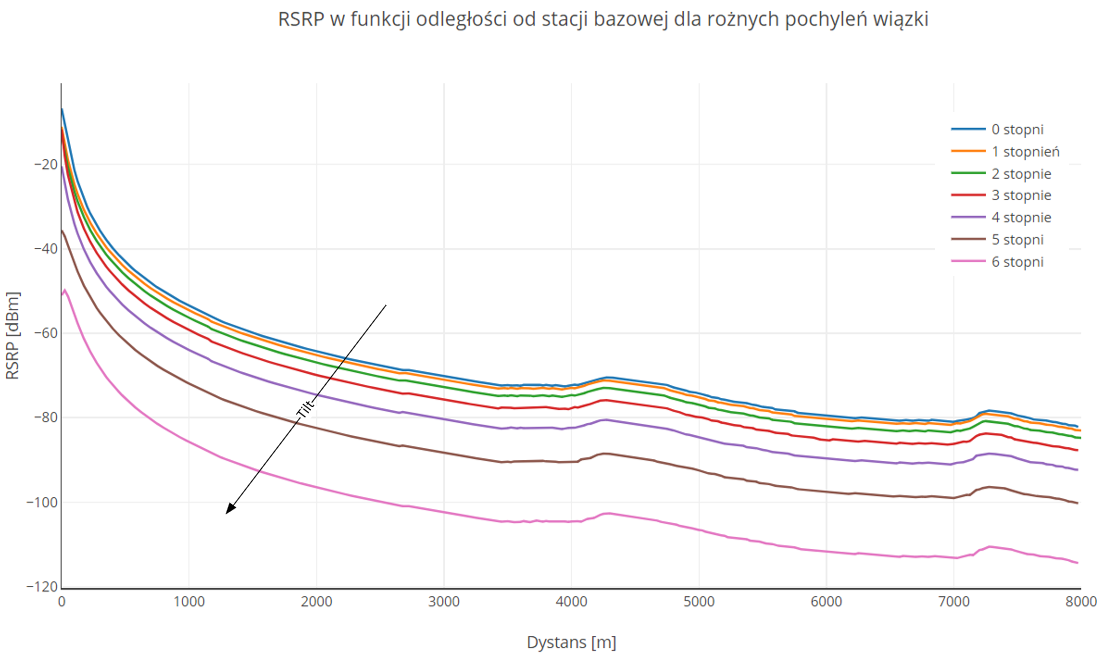 RSRP w funkcji odległości od stacji bazowej dla rożnych pochyleń wiązki
0 stopni
1 stopnień
2 stopnie
3 stopnie
4 stopnie
5 stopni
6 stopni
−20
−40
−60
−80
−100
−120
RSRP [dBm]
Tilt
0
1000
2000
3000
4000
5000
6000
7000
8000
Dystans [m]